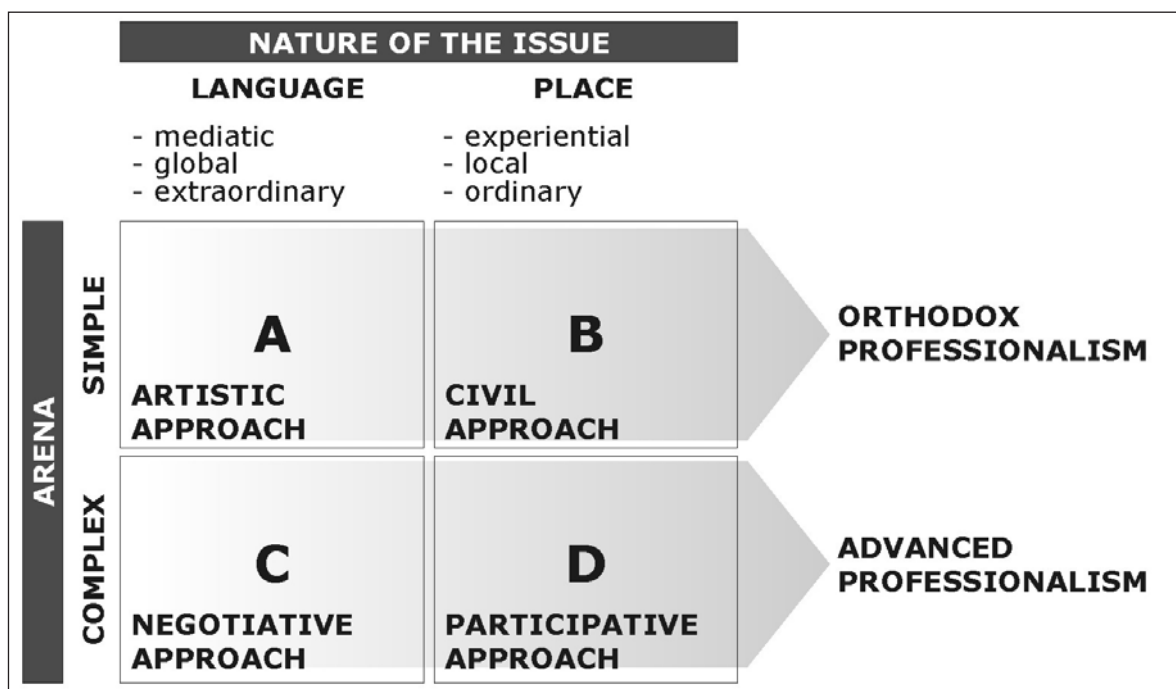 NATURE OF THE ISSUE
LANGUAGE
- mediatic
- global
- extraordinary
PLACE
- experiential
- local
- ordinary
ARENA
SIMPLE
A
ARTISTIC
APPROACH
B
CIVIL
APPROACH
ORTHODOX
PROFESSIONALISM
COMPLEX
C
NEGOTIATIVE
APPROACH
D
PARTICIPATIVE
APPROACH
ADVANCED
PROFESSIONALISM